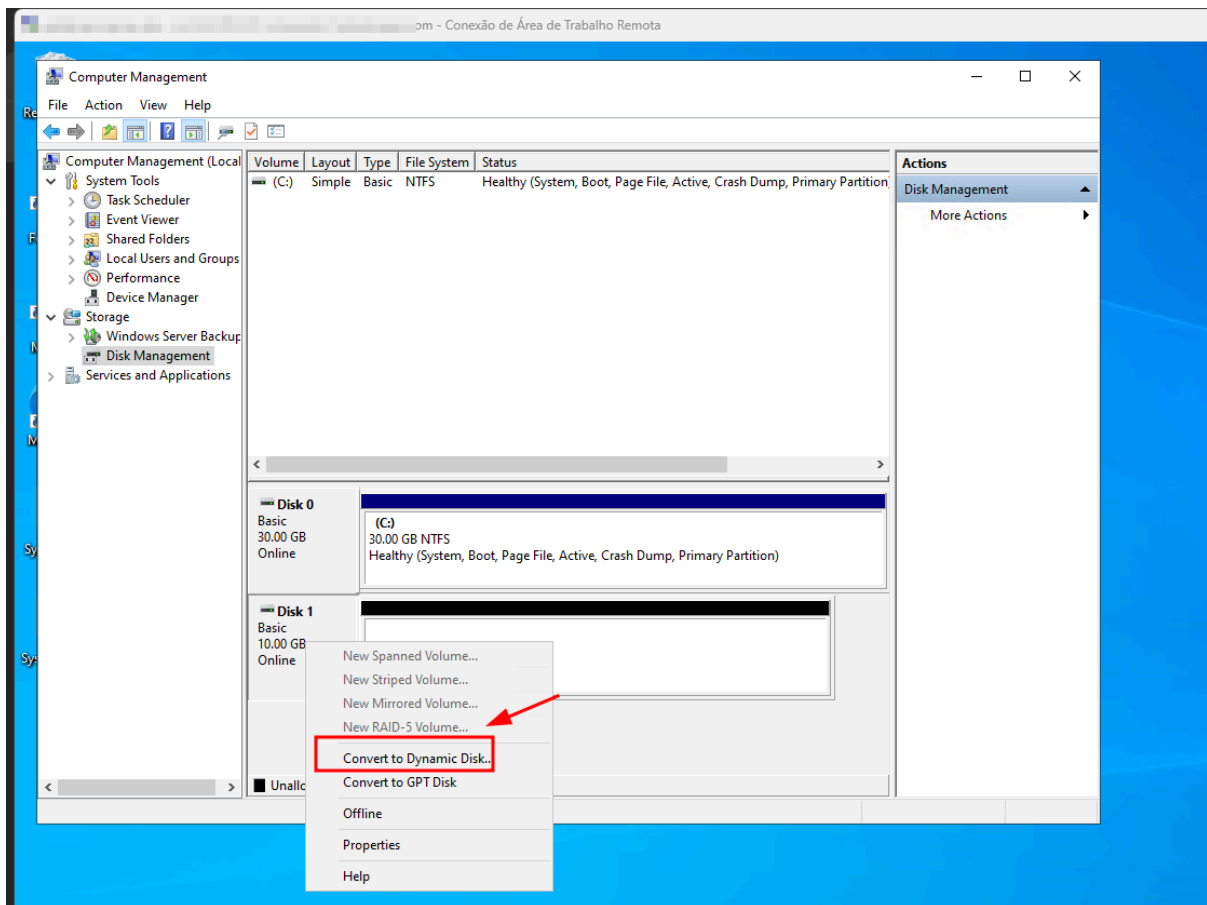 om - Conexão de Área de Trabalho Remota
Computer Management
File Action View Help
Computer Management (Local
System Tools
Task Scheduler
Event Viewer
Shared Folders
Local Users and Groups
Performance
Device Manager
Storage
Windows Server Backup
Disk Management
Services and Applications
Volume Layout Type File System Status
(C:) Simple Basic NTFS Healthy (System, Boot, Page File, Active, Crash Dump, Primary Partition
Actions
Disk Management
More Actions
Disk 0
Basic
30.00 GB
Online
(C:)
30.00 GB NTFS
Healthy (System, Boot, Page File, Active, Crash Dump, Primary Partition)
Disk 1
Basic
10.00 GB
Online
New Spanned Volume...
New Striped Volume...
New Mirrored Volume...
New RAID-5 Volume...
Convert to Dynamic Disk...
Convert to GPT Disk
Offline
Properties
Help
Unallo
Re
Sy
Sy